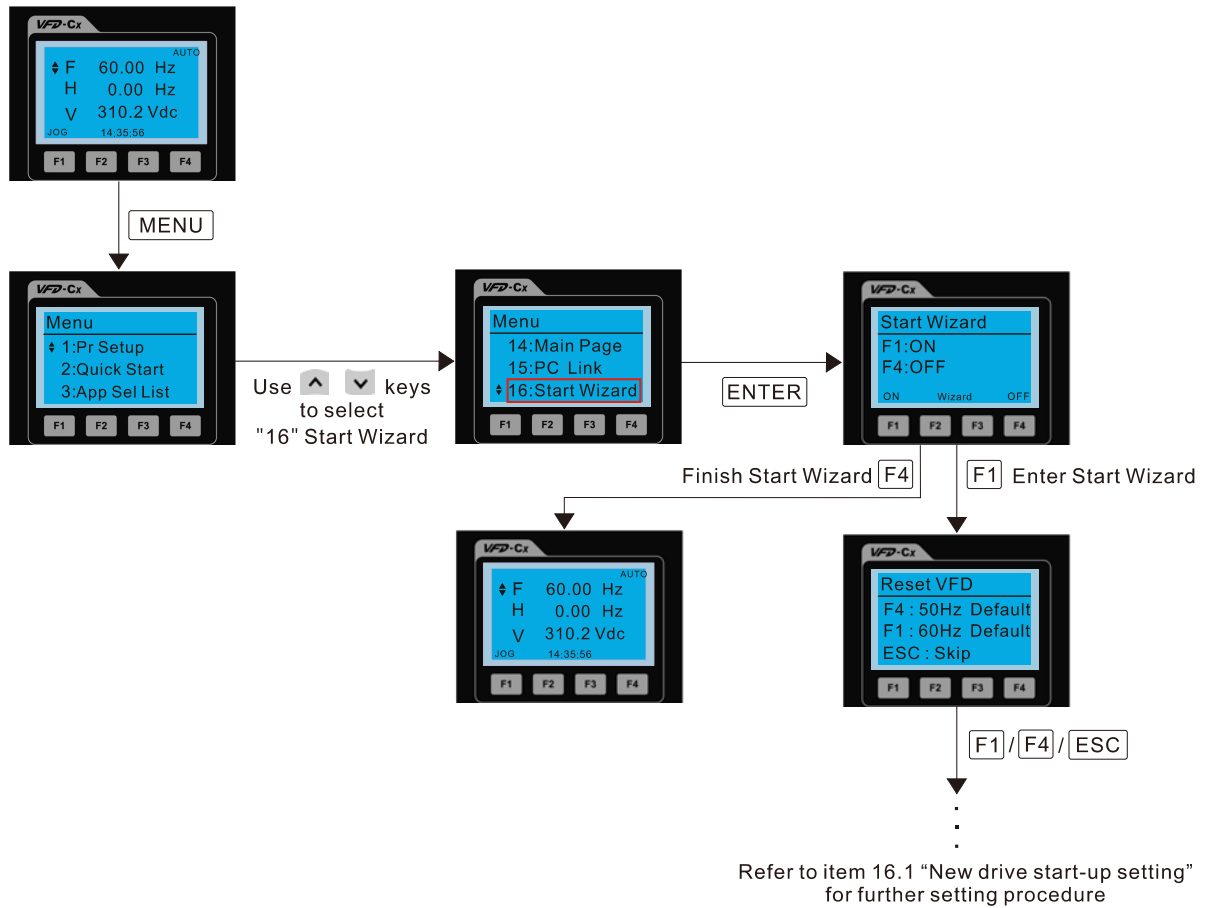 VFD-Cx
AUTO
F 60.00 Hz
H 0.00 Hz
V 310.2 Vdc
JOG 14:35:56
F1 F2 F3 F4
MENU
VFD-Cx
Menu
1:Pr Setup
2:Quick Start
3:App Sel List
F1 F2 F3 F4
Use keys
to select
"16" Start Wizard
VFD-Cx
Menu
14:Main Page
15:PC Link
16:Start Wizard
F1 F2 F3 F4
ENTER
VFD-Cx
Start Wizard
F1:ON
F4:OFF
ON Wizard OFF
F1 F2 F3 F4
Finish Start Wizard F4
F1 Enter Start Wizard
VFD-Cx
AUTO
F 60.00 Hz
H 0.00 Hz
V 310.2 Vdc
JOG 14:35:56
F1 F2 F3 F4
VFD-Cx
Reset VFD
F4 : 50Hz Default
F1 : 60Hz Default
ESC : Skip
F1 F2 F3 F4
F1 / F4 / ESC
Refer to item 16.1 “New drive start-up setting”
for further setting procedure